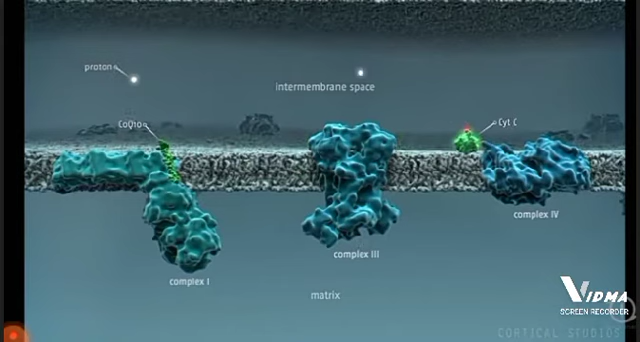 proton
intermembrane space
CoQ10
Cyt C
complex IV
complex III
complex I
matrix
VIDMA
SCREEN RECORDER
CORTICAL STUDIOS